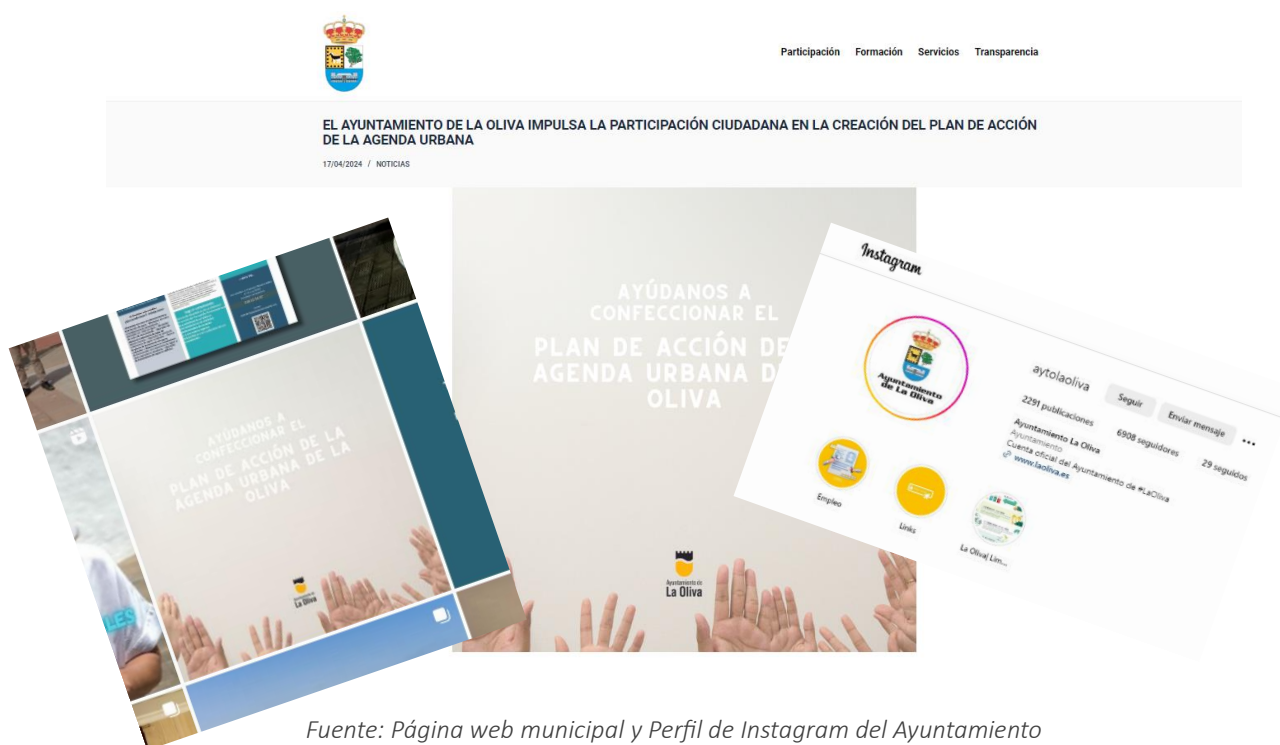 Participación Formación Servicios Transparencia
EL AYUNTAMIENTO DE LA OLIVA IMPULSA LA PARTICIPACIÓN CIUDADANA EN LA CREACIÓN DEL PLAN DE ACCIÓN
DE LA AGENDA URBANA
17/04/2024 / NOTICIAS
AYÚDANOS A
CONFECCIONAR EL
PLAN DE ACCIÓN DE LA
AGENDA URBANA DE LA
OLIVA
Ayuntamiento de
La Oliva
LES
AYÚDANOS A
CONFECCIONAR EL
PLAN DE ACCIÓN DE
AGENDA URBANA D
OLIVA
Ayuntamiento de
La Oliva
Instagram
Ayuntamiento
de La Oliva
aytolaoliva Seguir Enviar mensaje ...
2291 publicaciones 6908 seguidores 29 seguidos
Ayuntamiento La Oliva
Ayuntamiento
Cuenta oficial del Ayuntamiento de #LaOliva
www.laoliva.es
Empleo
Links
La Oliva| Lim...
Fuente: Página web municipal y Perfil de Instagram del Ayuntamiento